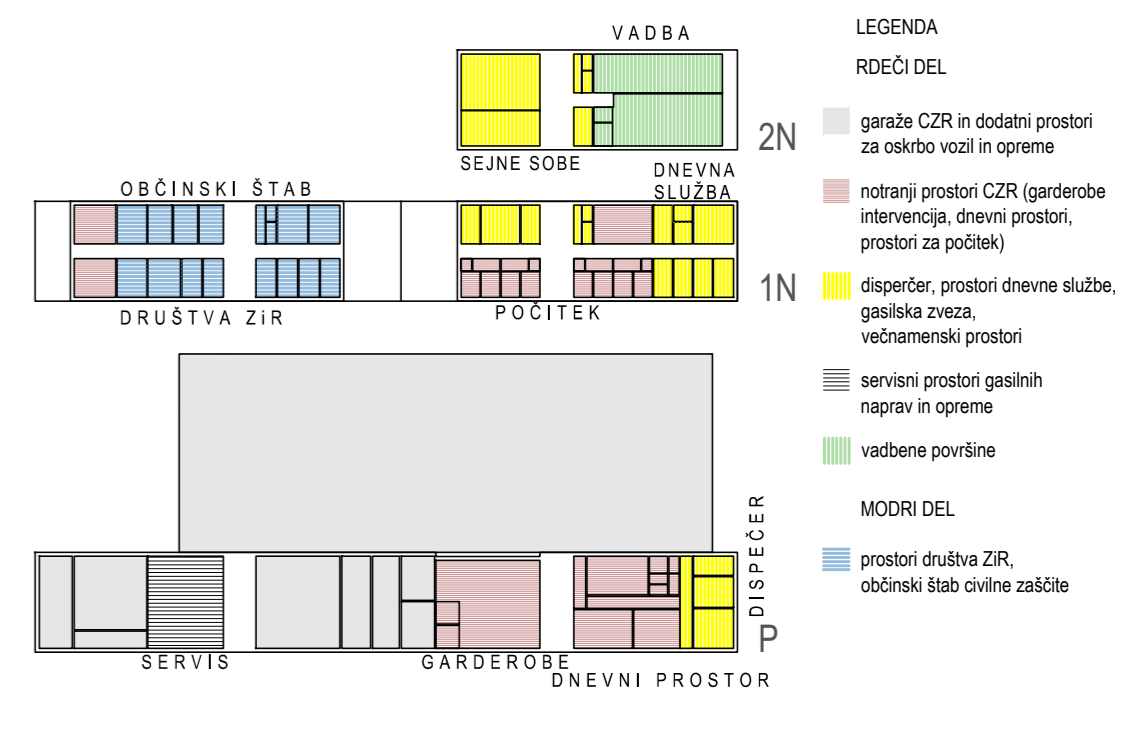 VADBA
2N
SEJNE SOBE
DNEVNA
SLUŽBA
OBČINSKI ŠTAB
1N
DRUŠTVA ZiR
POČITEK
DISPEČER
P
SERVIS
GARDEROBE
DNEVNI PROSTOR
LEGENDA
RDEČI DEL
garaže CZR in dodatni prostori
za oskrbo vozil in opreme
notranji prostori CZR (garderobe
intervencija, dnevni prostori,
prostori za počitek)
disperčer, prostori dnevne službe,
gasilska zveza,
večnamenski prostori
servisni prostori gasilnih
naprav in opreme
vadbene površine
MODRI DEL
prostori društva ZiR,
občinski štab civilne zaščite